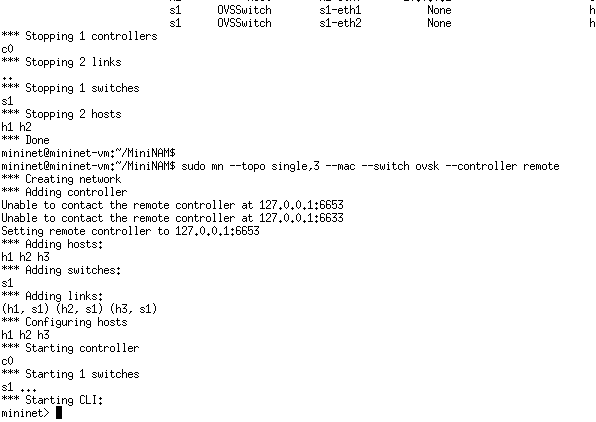 s1 OVSSwitch s1-eth1 None h
s1 OVSSwitch s1-eth2 None h
*** Stopping 1 controllers
c0
*** Stopping 2 links
..
*** Stopping 1 switches
s1
*** Stopping 2 hosts
h1 h2
*** Done
mininet@mininet-vm:~/MiniNAM$
mininet@mininet-vm:~/MiniNAM$ sudo mn --topo single,3 --mac --switch ovsk --controller remote
*** Creating network
*** Adding controller
Unable to contact the remote controller at 127.0.0.1:6653
Unable to contact the remote controller at 127.0.0.1:6633
Setting remote controller to 127.0.0.1:6653
*** Adding hosts:
h1 h2 h3
*** Adding switches:
s1
*** Adding links:
(h1, s1) (h2, s1) (h3, s1)
*** Configuring hosts
h1 h2 h3
*** Starting controller
c0
*** Starting 1 switches
s1 ...
*** Starting CLI:
mininet>